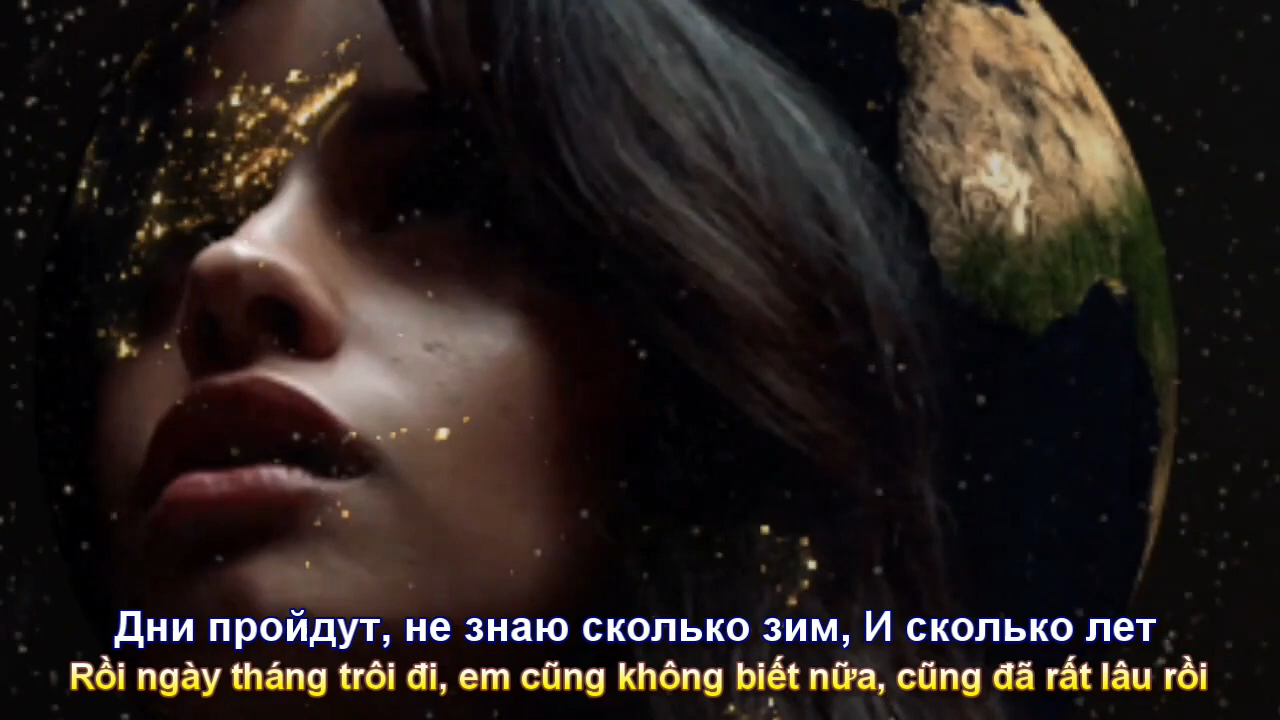 Дни пройдут, не знаю сколько зим, И сколько лет
Rồi ngày tháng trôi đi, em cũng không biết nữa, cũng đã rất lâu rồi